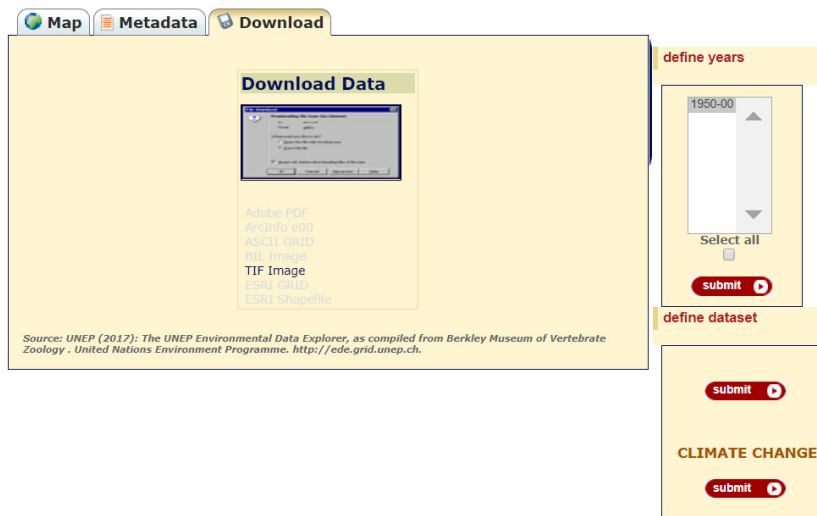 Map
Metadata
Download
define years
Download Data
1950-00
Adobe PDF
ArcInfo e00
ASCII GRID
BIL Image
TIF Image
ESRI GRID
ESRI Shapefile
Select all
submit
define dataset
Source: UNEP (2017): The UNEP Environmental Data Explorer, as compiled from Berkley Museum of Vertebrate
Zoology . United Nations Environment Programme. http://ede.grid.unep.ch.
submit
CLIMATE CHANGE
submit